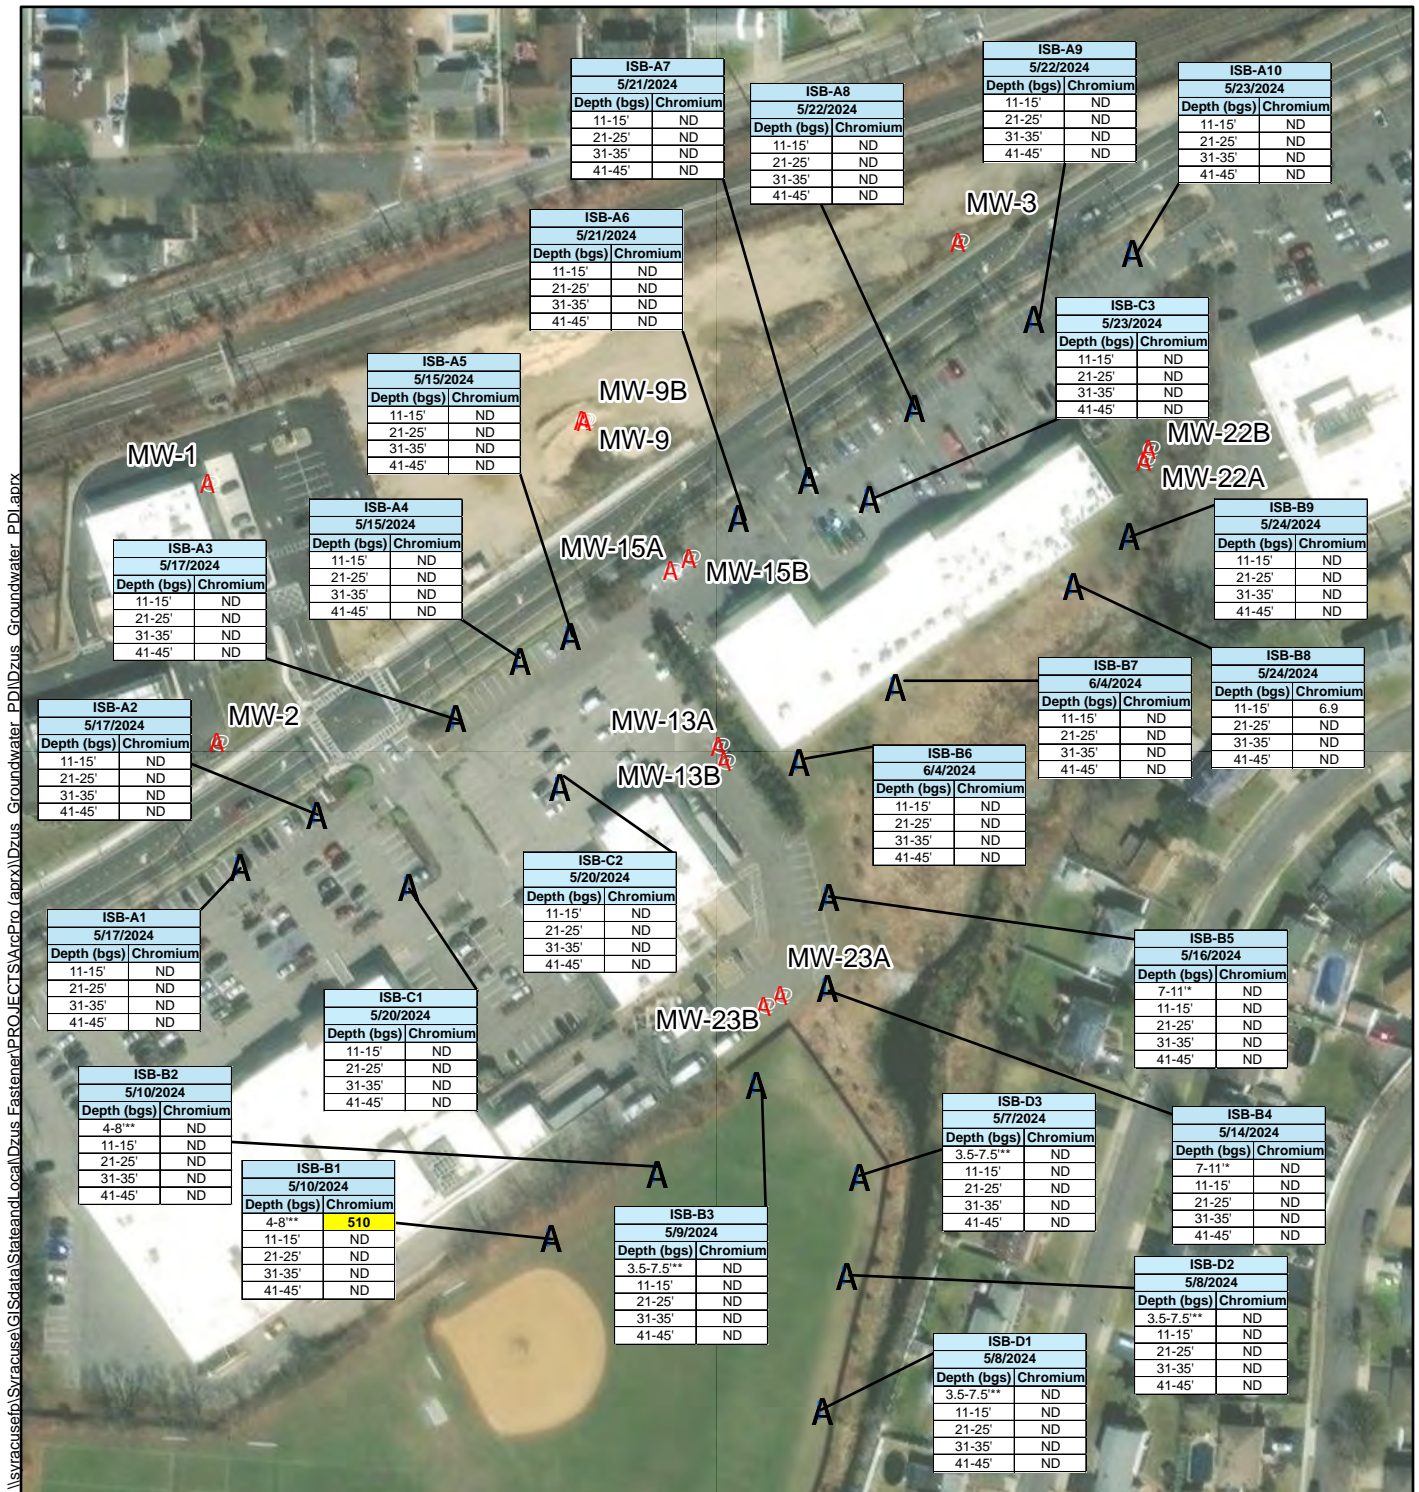 ISB-A9
5/22/2024
Depth (bgs) Chromium
11-15' ND
21-25' ND
31-35' ND
41-45' ND
ISB-A7
5/21/2024
Depth (bgs) Chromium
11-15' ND
21-25' ND
31-35' ND
41-45' ND
ISB-A10
5/23/2024
Depth (bgs) Chromium
11-15' ND
21-25' ND
31-35' ND
41-45' ND
ISB-A8
5/22/2024
Depth (bgs) Chromium
11-15' ND
21-25' ND
31-35' ND
41-45' ND
MW-3
ISB-A6
5/21/2024
Depth (bgs) Chromium
11-15' ND
21-25' ND
31-35' ND
41-45' ND
ISB-C3
5/23/2024
Depth (bgs) Chromium
11-15' ND
21-25' ND
31-35' ND
41-45' ND
ISB-A5
5/15/2024
Depth (bgs) Chromium
11-15' ND
21-25' ND
31-35' ND
41-45' ND
MW-9B
MW-9
MW-22B
MW-22A
MW-1
ISB-A4
5/15/2024
Depth (bgs) Chromium
11-15' ND
21-25' ND
31-35' ND
41-45' ND
ISB-B9
5/24/2024
Depth (bgs) Chromium
11-15' ND
21-25' ND
31-35' ND
41-45' ND
ISB-A3
5/17/2024
Depth (bgs) Chromium
11-15' ND
21-25' ND
31-35' ND
41-45' ND
MW-15A
MW-15B
ISB-B8
5/24/2024
Depth (bgs) Chromium
11-15' 6.9
21-25' ND
31-35' ND
41-45' ND
ISB-B7
6/4/2024
Depth (bgs) Chromium
11-15' ND
21-25' ND
31-35' ND
41-45' ND
ISB-A2
5/17/2024
Depth (bgs) Chromium
11-15' ND
21-25' ND
31-35' ND
41-45' ND
MW-2
MW-13A
MW-13B
ISB-B6
6/4/2024
Depth (bgs) Chromium
11-15' ND
21-25' ND
31-35' ND
41-45' ND
ISB-C2
5/20/2024
Depth (bgs) Chromium
11-15' ND
21-25' ND
31-35' ND
41-45' ND
ISB-A1
5/17/2024
Depth (bgs) Chromium
11-15' ND
21-25' ND
31-35' ND
41-45' ND
ISB-B5
5/16/2024
Depth (bgs) Chromium
7-11'* ND
11-15' ND
21-25' ND
31-35' ND
41-45' ND
MW-23A
MW-23B
ISB-C1
5/20/2024
Depth (bgs) Chromium
11-15' ND
21-25' ND
31-35' ND
41-45' ND
ISB-B2
5/10/2024
Depth (bgs) Chromium
4-8'** ND
11-15' ND
21-25' ND
31-35' ND
41-45' ND
ISB-D3
5/7/2024
Depth (bgs) Chromium
3.5-7.5'** ND
11-15' ND
21-25' ND
31-35' ND
41-45' ND
ISB-B4
5/14/2024
Depth (bgs) Chromium
7-11'* ND
11-15' ND
21-25' ND
31-35' ND
41-45' ND
ISB-B1
5/10/2024
Depth (bgs) Chromium
4-8'** 510
11-15' ND
21-25' ND
31-35' ND
41-45' ND
ISB-B3
5/9/2024
Depth (bgs) Chromium
3.5-7.5'** ND
11-15' ND
21-25' ND
31-35' ND
41-45' ND
ISB-D2
5/8/2024
Depth (bgs) Chromium
3.5-7.5'** ND
11-15' ND
21-25' ND
31-35' ND
41-45' ND
ISB-D1
5/8/2024
Depth (bgs) Chromium
3.5-7.5'** ND
11-15' ND
21-25' ND
31-35' ND
41-45' ND
\\syracusefp\Syracuse\GISdata\StateandLocal\Dzus Fastener\PROJECTS\ArcPro (aprx)\Dzus Groundwater PDI\Dzus Groundwater PDI.aprx